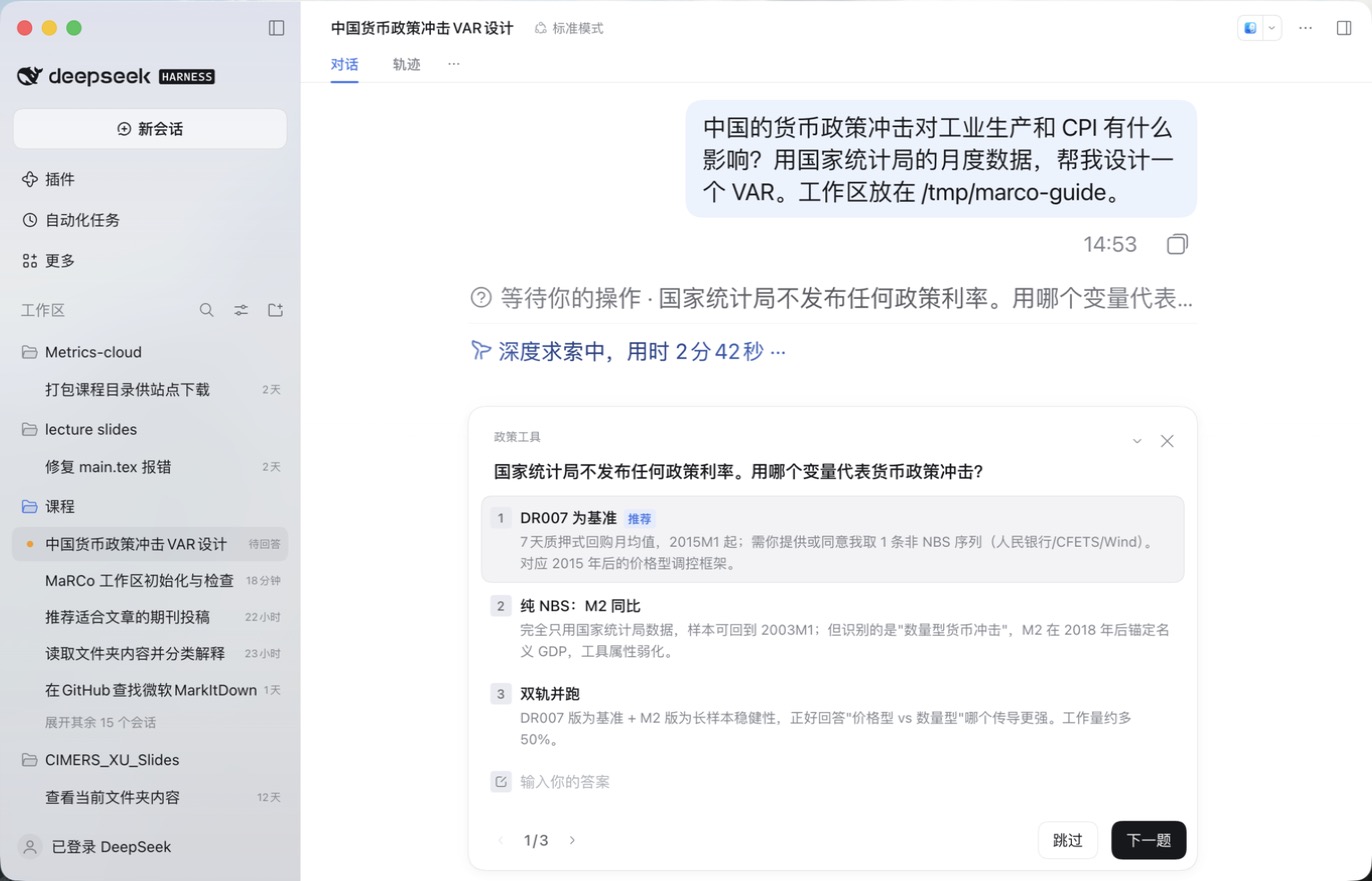 deepseek HARNESS
新会话
插件
自动化任务
更多
工作区
Metrics-cloud
打包课程目录供站点下载 2天
lecture slides
修复 main.tex 报错 2天
课程
中国货币政策冲击 VAR 设计 待回答
MaRCo 工作区初始化与检查 18分钟
推荐适合文章的期刊投稿 22小时
读取文件夹内容并分类解释 23小时
在 GitHub 查找微软 MarkItDown 1天
展开其余 15 个会话
CIMERS_XU_Slides
查看当前文件夹内容 12天
已登录 DeepSeek
中国货币政策冲击 VAR 设计 标准模式
对话 轨迹 ···
中国的货币政策冲击对工业生产和 CPI 有什么
影响？用国家统计局的月度数据，帮我设计一
个 VAR。工作区放在 /tmp/marco-guide。
14:53
等待你的操作 · 国家统计局不发布任何政策利率。用哪个变量代表...
深度求索中，用时 2分42秒 ···
政策工具
国家统计局不发布任何政策利率。用哪个变量代表货币政策冲击？
1 DR007 为基准 推荐
7 天质押式回购月均值，2015M1 起；需你提供或同意我取 1 条非 NBS 序列（人民银行/CFETS/Wind）。
对应 2015 年后的价格型调控框架。
2 纯 NBS：M2 同比
完全只用国家统计局数据，样本可回到 2003M1；但识别的是"数量型货币冲击"，M2 在 2018 年后锚定名
义 GDP，工具属性弱化。
3 双轨并跑
DR007 版为基准 + M2 版为长样本稳健性，正好回答"价格型 vs 数量型"哪个传导更强。工作量约多
50%。
输入你的答案
1/3
跳过 下一题